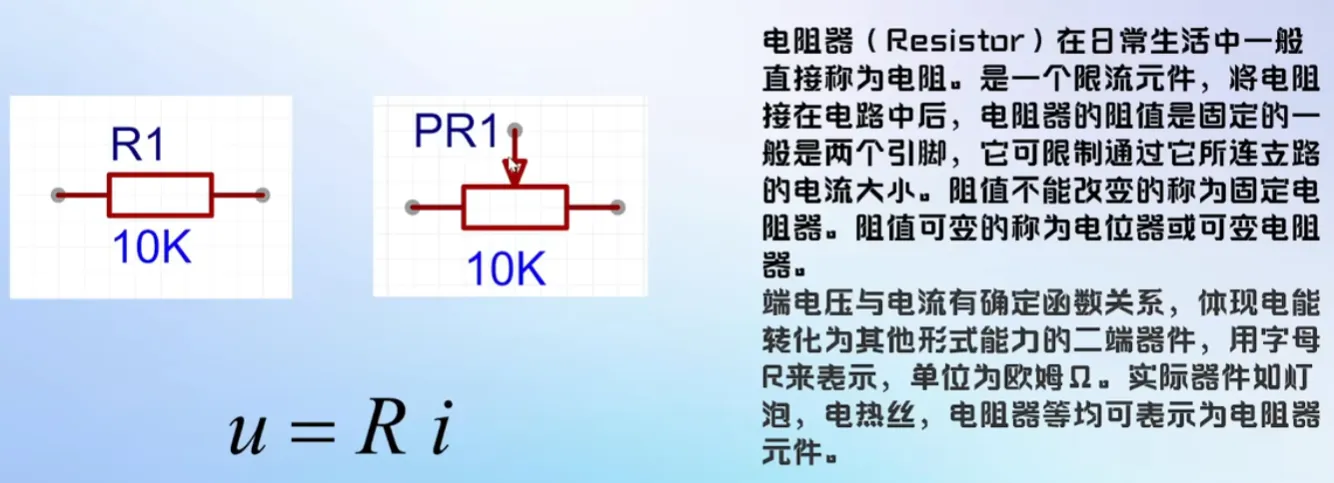 R1
10K
PR1
10K
u = R i
电阻器（Resistor）在日常生活中一般
直接称为电阻。是一个限流元件，将电阻
接在电路中后，电阻器的阻值是固定的一
般是两个引脚，它可限制通过它所连支路
的电流大小。阻值不能改变的称为固定电
阻器。阻值可变的称为电位器或可变电阻
器。
端电压与电流有确定函数关系，体现电能
转化为其他形式能力的二端器件，用字母
R来表示，单位为欧姆Ω。实际器件如灯
泡，电热丝，电阻器等均可表示为电阻器
元件。